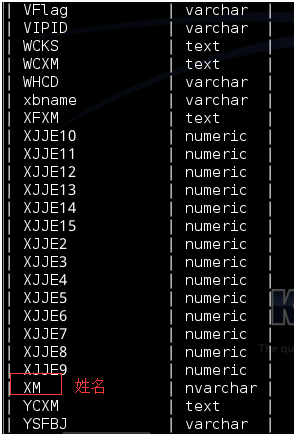 | VFlag | varchar |
| VIPID | varchar |
| WCKS | text |
| WCXM | text |
| WHCD | varchar |
| xbname | varchar |
| XFXM | text |
| XJJE10 | numeric |
| XJJE11 | numeric |
| XJJE12 | numeric |
| XJJE13 | numeric |
| XJJE14 | numeric |
| XJJE15 | numeric |
| XJJE2 | numeric |
| XJJE3 | numeric |
| XJJE4 | numeric |
| XJJE5 | numeric |
| XJJE6 | numeric |
| XJJE7 | numeric |
| XJJE8 | numeric |
| XJJE9 | numeric |
| XM 姓名 | nvarchar |
| YCXM | text |
| YSFBJ | varchar |
K
The qu